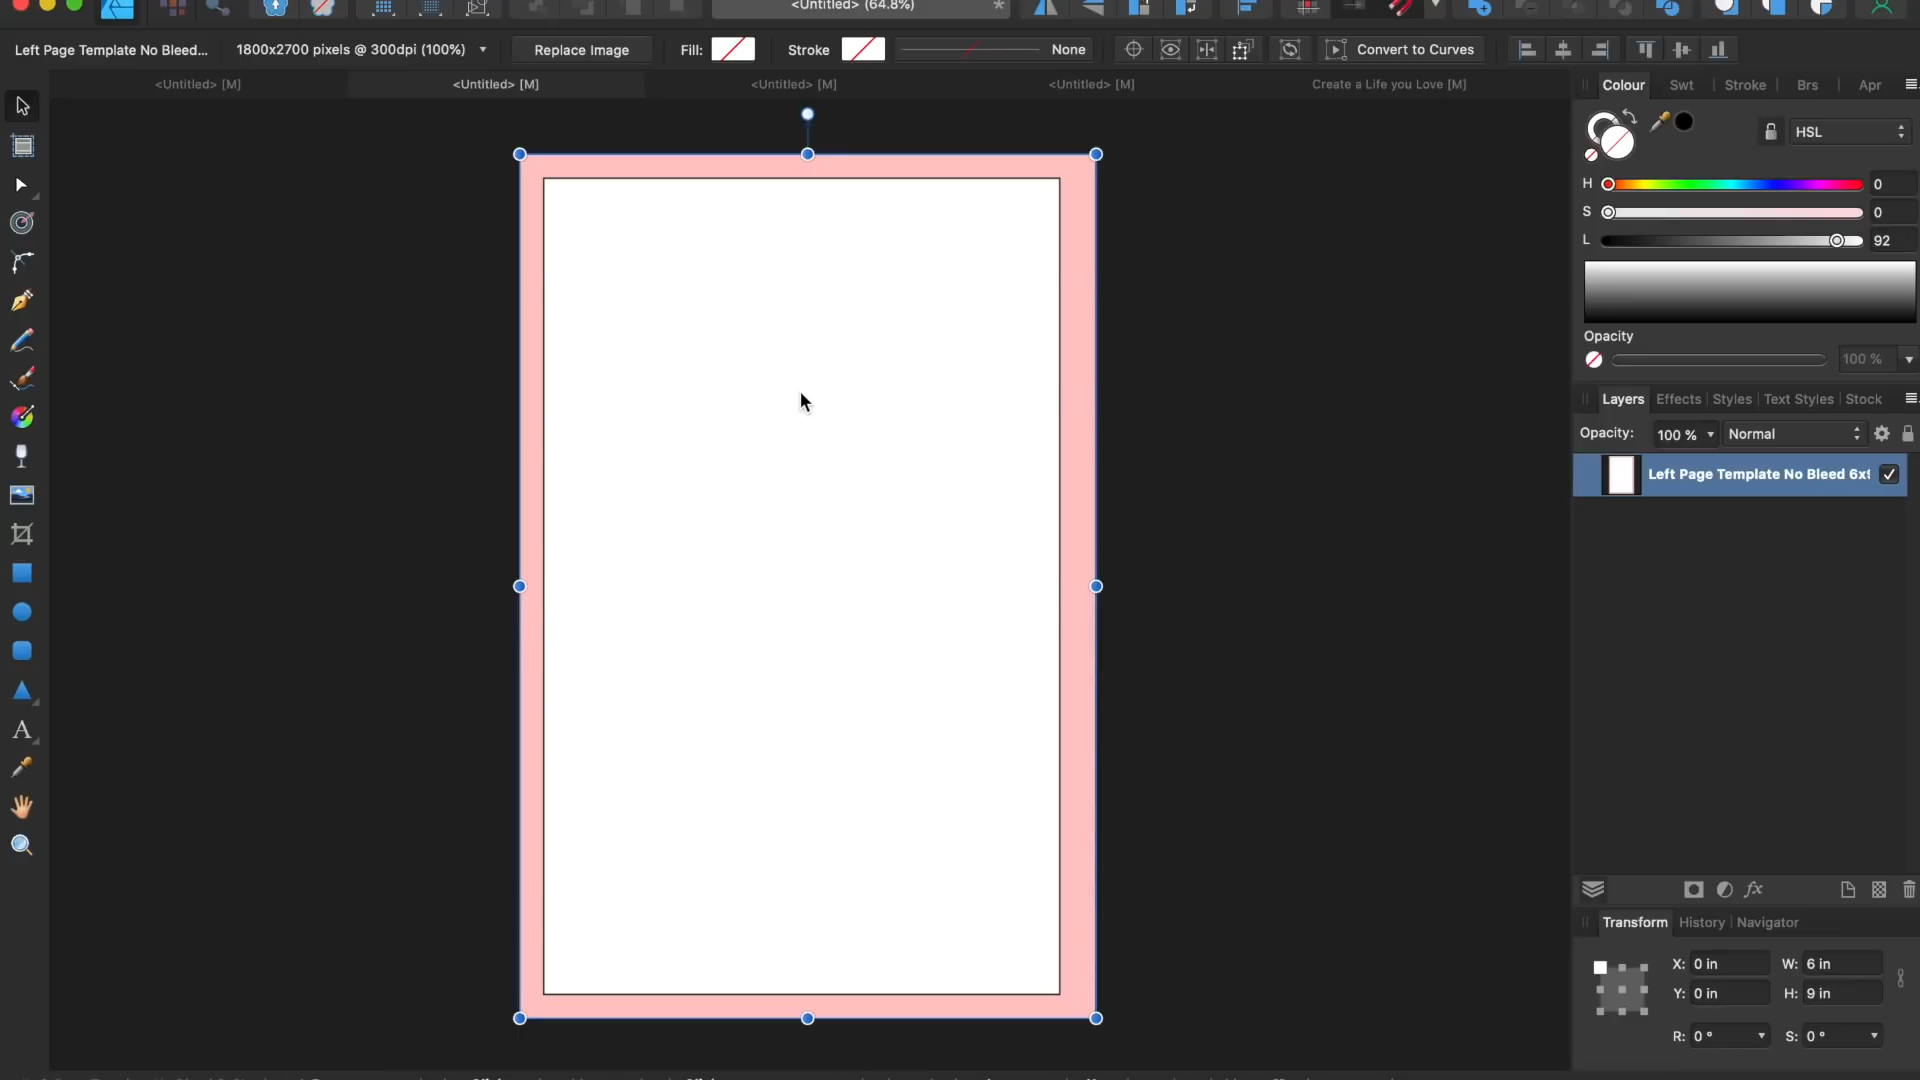 <Untitled> (64.8%)
*
Left Page Template No Bleed...
1800x2700 pixels @ 300dpi (100%)
Replace Image
Fill:
Stroke
None
Convert to Curves
<Untitled> [M]
<Untitled> [M]
<Untitled> [M]
<Untitled> [M]
Create a Life you Love [M]
Colour
Swt
Stroke
Brs
Apr
HSL
H
0
S
0
L
92
Opacity
100 %
Layers
Effects
Styles
Text Styles
Stock
Opacity:
100 %
Normal
Left Page Template No Bleed
fx
Transform
History
Navigator
X: 0 in
W: 6 in
Y: 0 in
H: 9 in
R: 0 °
S: 0 °
A